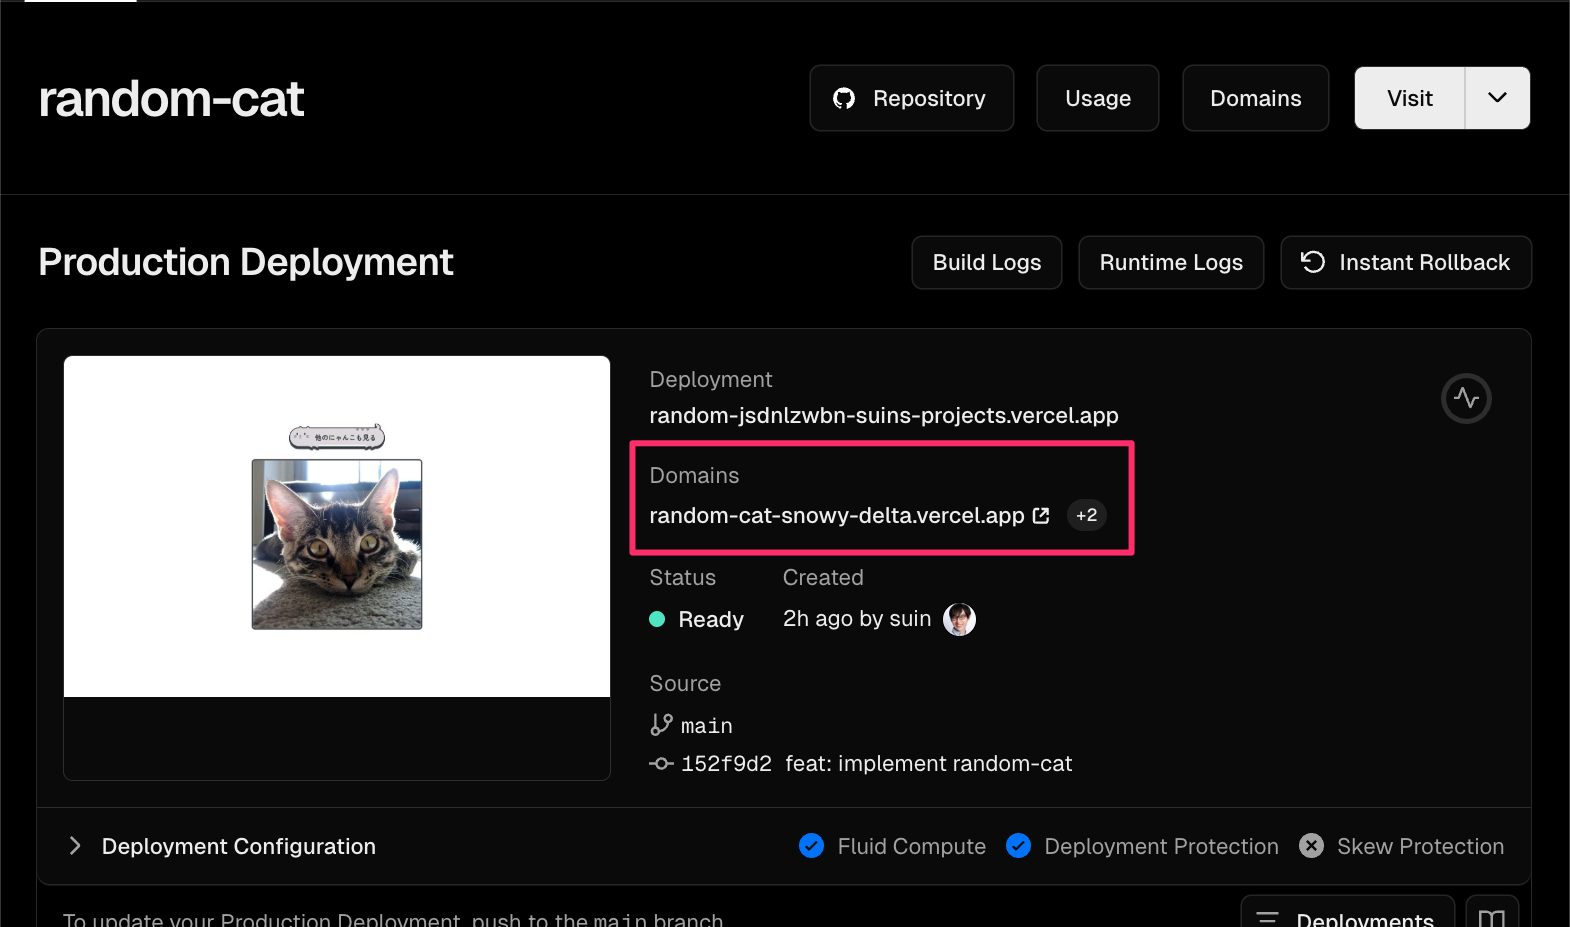 random-cat
Repository
Usage
Domains
Visit
Production Deployment
Build Logs
Runtime Logs
Instant Rollback
他のにゃんこも見る
Deployment
random-jsdnlzwbn-suins-projects.vercel.app
Domains
random-cat-snowy-delta.vercel.app +2
Status
Created
Ready
2h ago by suin
Source
main
152f9d2 feat: implement random-cat
Deployment Configuration
Fluid Compute
Deployment Protection
Skew Protection
To update your Production Deployment, push to the main branch
Deployments